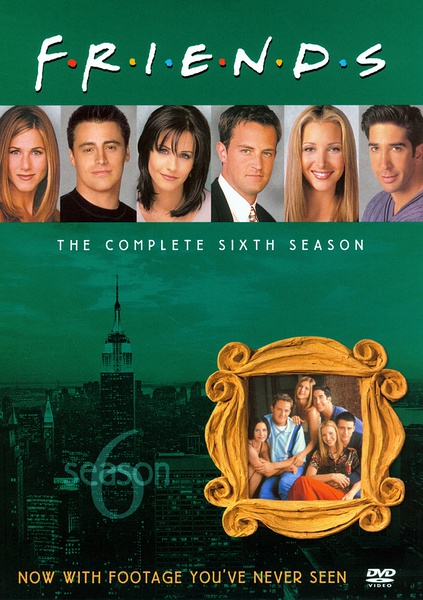 F·R·I·E·N·D·S
THE COMPLETE SIXTH SEASON
season
6
NOW WITH FOOTAGE YOU'VE NEVER SEEN
DVD
VIDEO